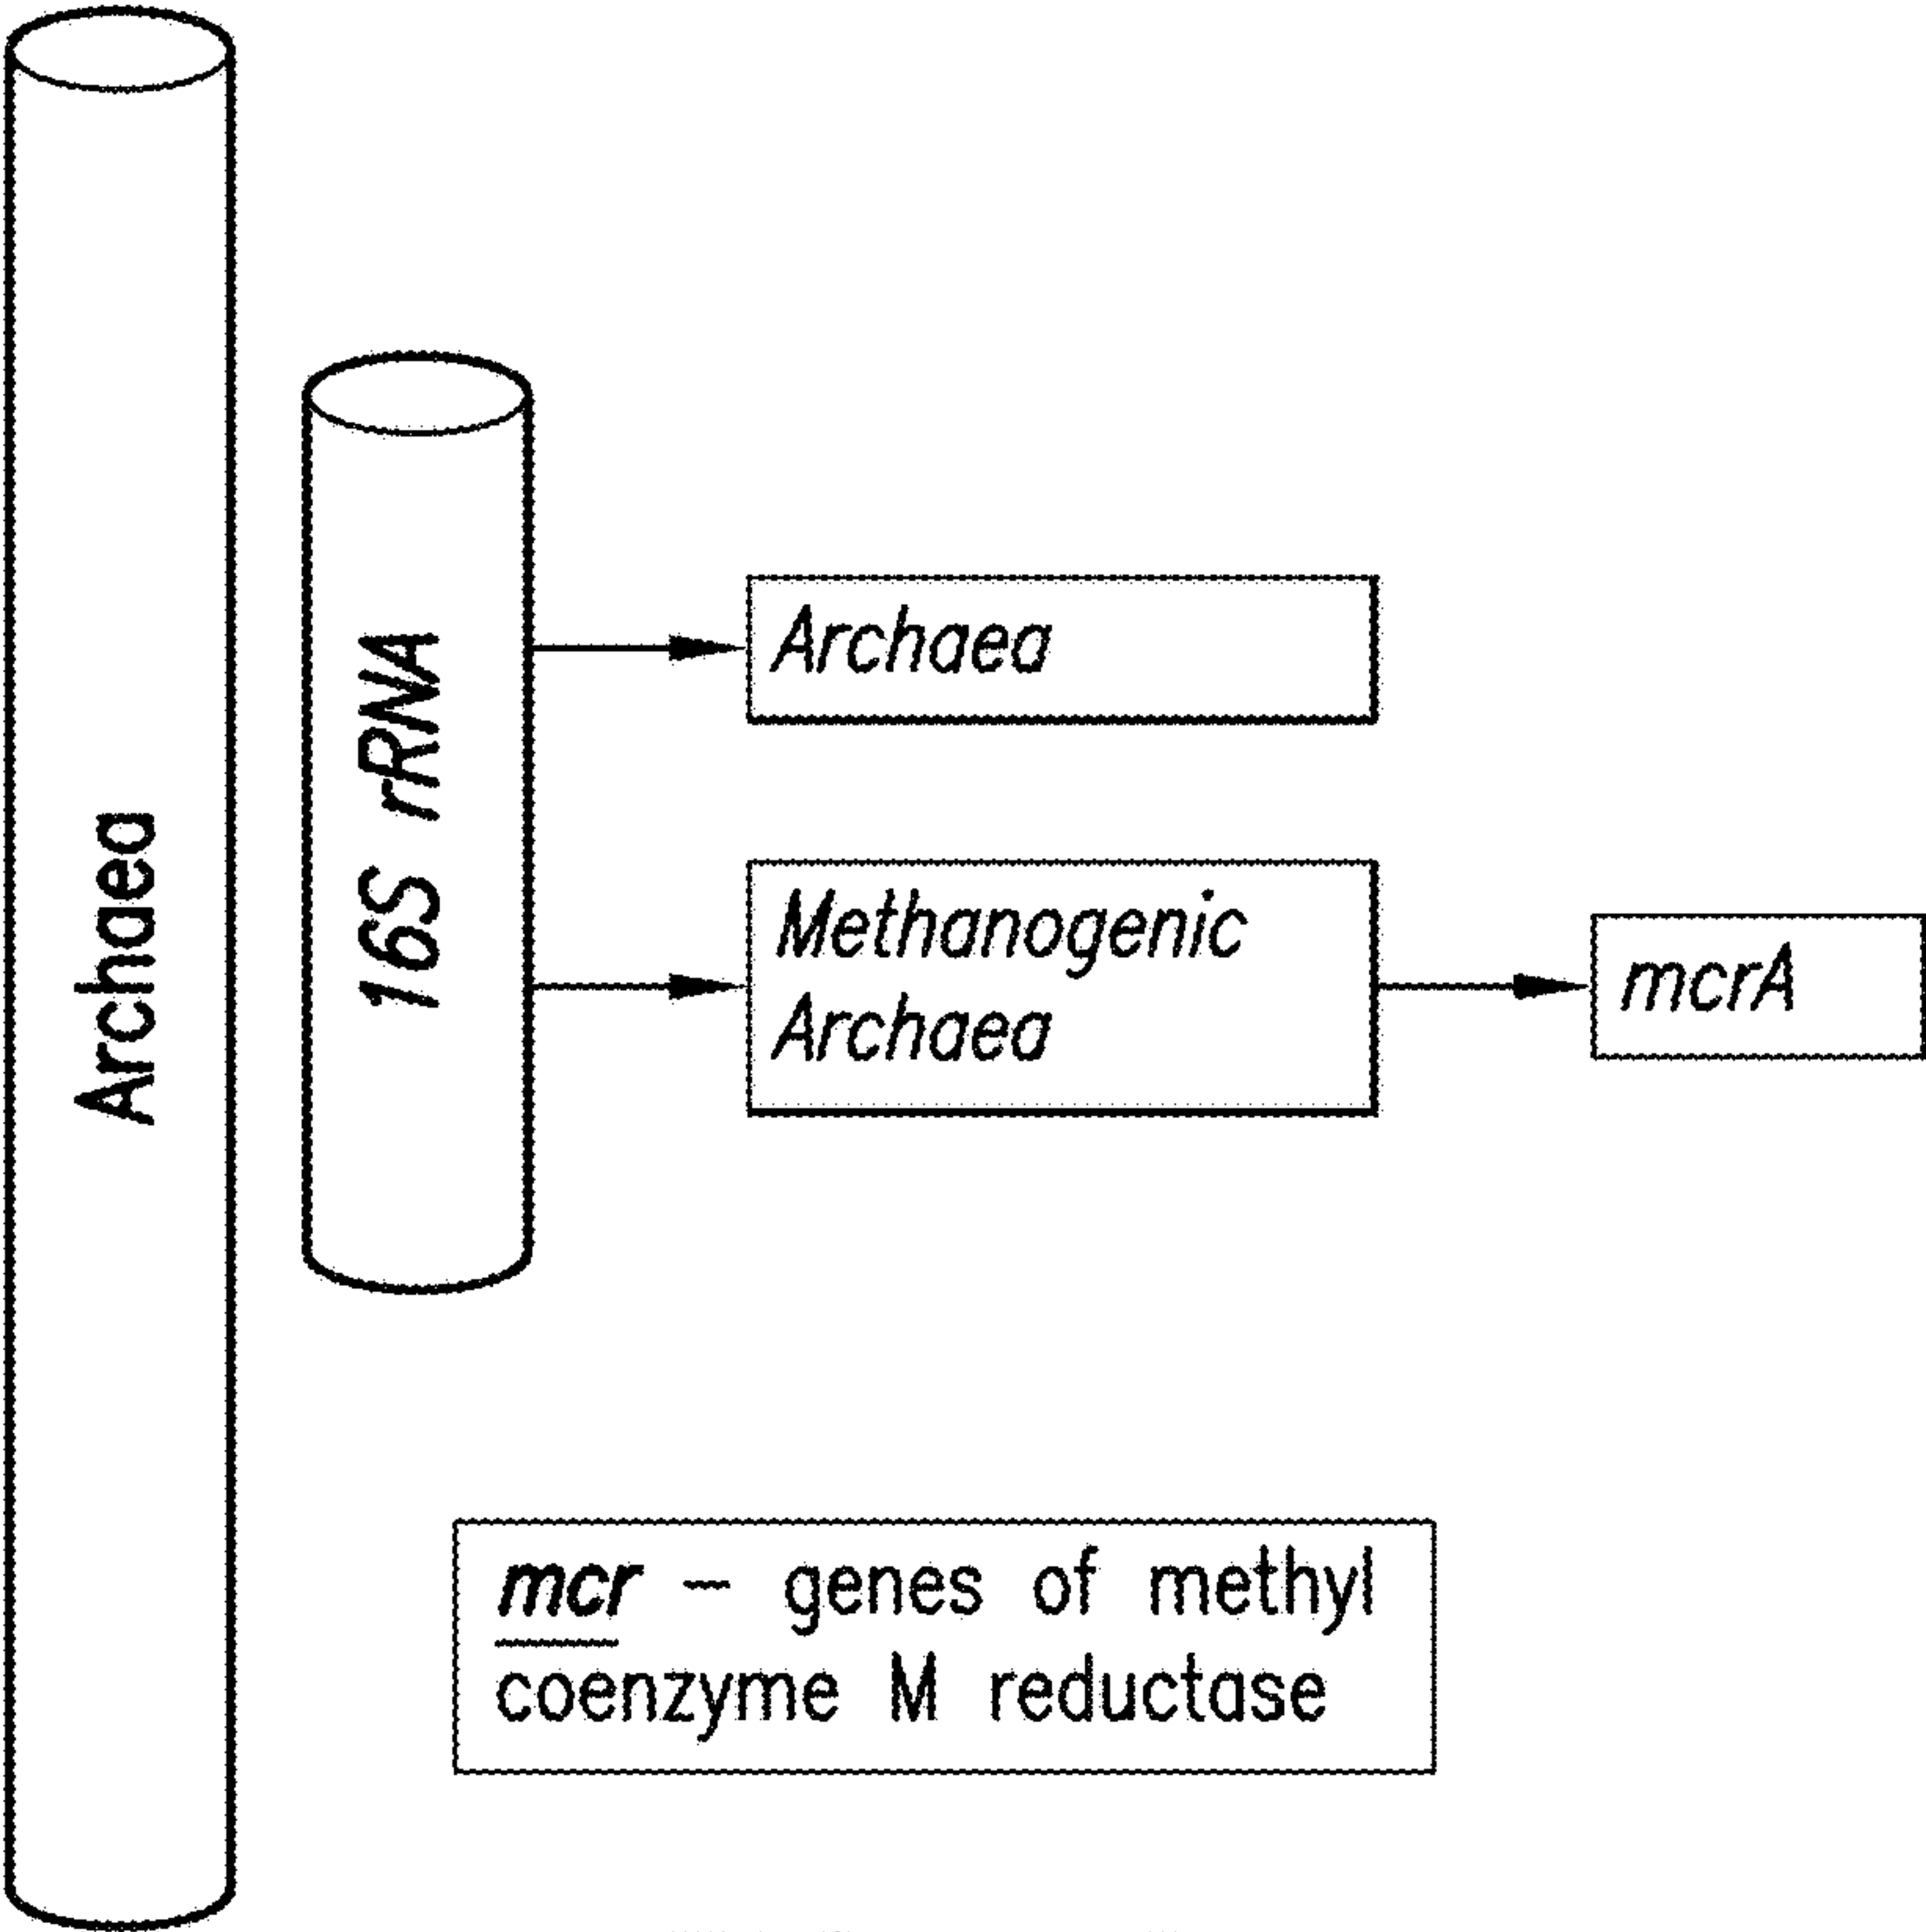 Archaea
16S rRNA
Archaea
Methanogenic
Archaea
mcrA
mcr – genes of methyl
coenzyme M reductase